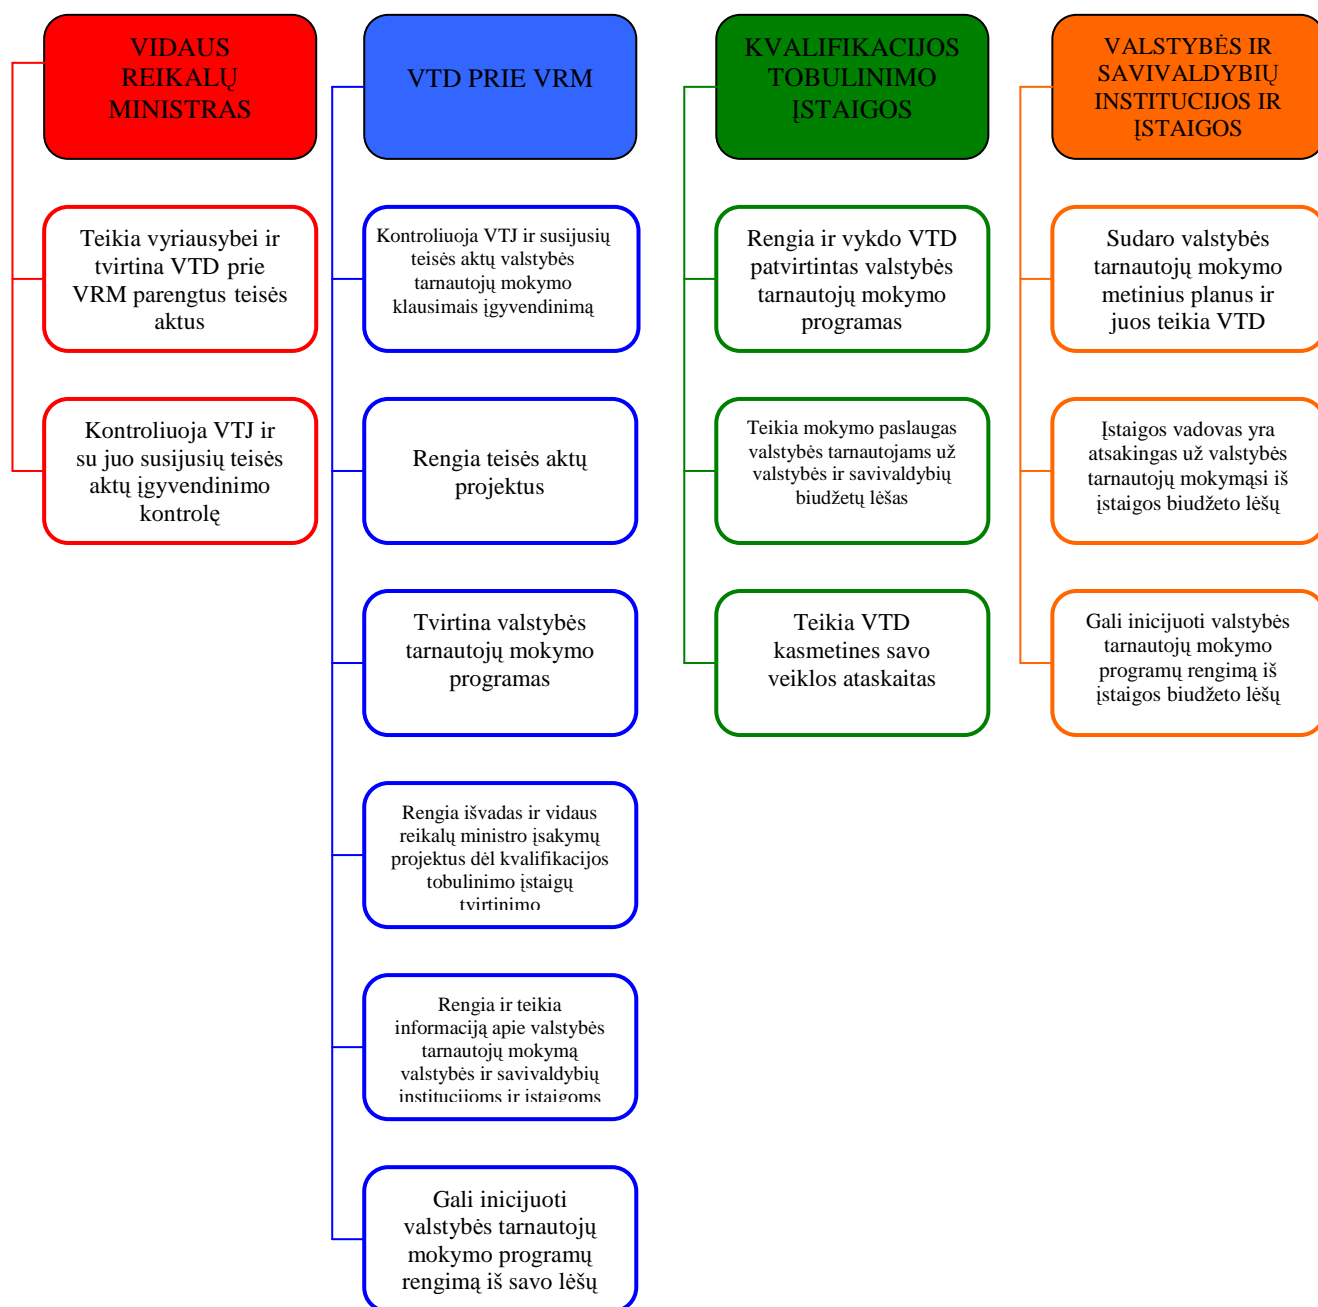 VIDAUS
REIKALŲ
MINISTRAS
Teikia vyriausybei ir
tvirtina VTD prie
VRM parengtus teisės
aktus
Kontroliuoja VTJ ir
su juo susijusių teisės
aktų įgyvendinimo
kontrolę
VTD PRIE VRM
Kontroliuoja VTJ ir susijusių
teisės aktų valstybės
tarnautojų mokymo
klausimais įgyvendinimą
Rengia teisės aktų
projektus
Tvirtina valstybės
tarnautojų mokymo
programas
Rengia išvadas ir vidaus
reikalų ministro įsakymų
projektus dėl kvalifikacijos
tobulinimo įstaigų
tvirtinimo
Rengia ir teikia
informaciją apie valstybės
tarnautojų mokymą
valstybės ir savivaldybių
institucijoms ir įstaigoms
Gali inicijuoti
valstybės tarnautojų
mokymo programų
rengimą iš savo lėšų
KVALIFIKACIJOS
TOBULINIMO
ĮSTAIGOS
Rengia ir vykdo VTD
patvirtintas valstybės
tarnautojų mokymo
programas
Teikia mokymo paslaugas
valstybės tarnautojams už
valstybės ir savivaldybių
biudžetų lėšas
Teikia VTD
kasmetines savo
veiklos ataskaitas
VALSTYBĖS IR
SAVIVALDYBIŲ
INSTITUCIJOS IR
ĮSTAIGOS
Sudaro valstybės
tarnautojų mokymo
metinius planus ir
juos teikia VTD
Įstaigos vadovas yra
atsakingas už valstybės
tarnautojų mokymąsi iš
įstaigos biudžeto lėšų
Gali inicijuoti valstybės
tarnautojų mokymo
programų rengimą iš
įstaigos biudžeto lėšų